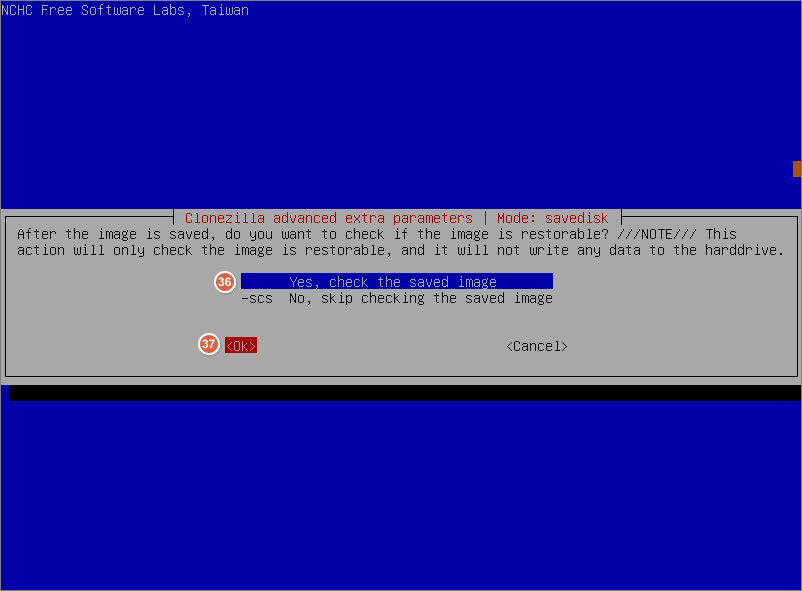 NCHC Free Software Labs, Taiwan
Clonezilla advanced extra parameters | Mode: savedisk
After the image is saved, do you want to check if the image is restorable? ///NOTE/// This
action will only check the image is restorable, and it will not write any data to the harddrive.
36 Yes, check the saved image
-scs No, skip checking the saved image
37 <Ok> <Cancel>